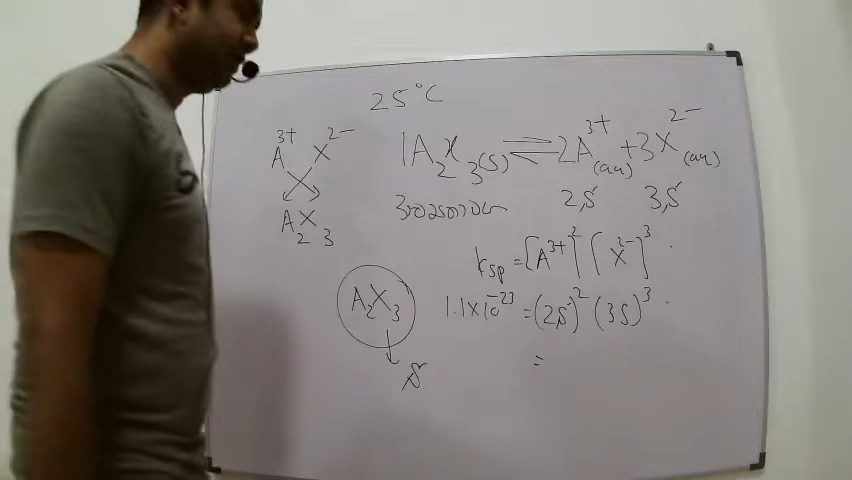 25°C
A³⁺ X²⁻
A₂X₃
1A₂X₃(s) ⇌ 2A³⁺(aq) + 3X²⁻(aq)
2S 3S
Ksp = [A³⁺]² [X²⁻]³
1.1×10⁻²³ = (2S)² (3S)³
=
A₂X₃
S